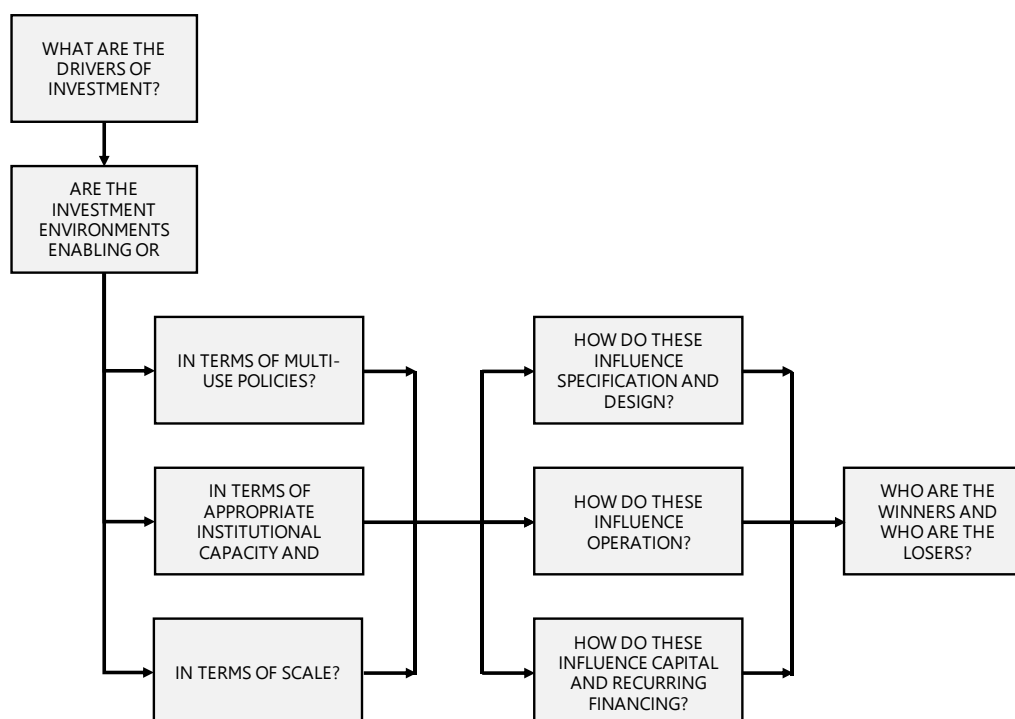 WHAT ARE THE
DRIVERS OF
INVESTMENT?
ARE THE
INVESTMENT
ENVIRONMENTS
ENABLING OR
IN TERMS OF MULTI-
USE POLICIES?
IN TERMS OF
APPROPRIATE
INSTITUTIONAL
CAPACITY AND
IN TERMS OF SCALE?
HOW DO THESE
INFLUENCE
SPECIFICATION AND
DESIGN?
HOW DO THESE
INFLUENCE
OPERATION?
HOW DO THESE
INFLUENCE CAPITAL
AND RECURRING
FINANCING?
WHO ARE THE
WINNERS AND
WHO ARE THE
LOSERS?